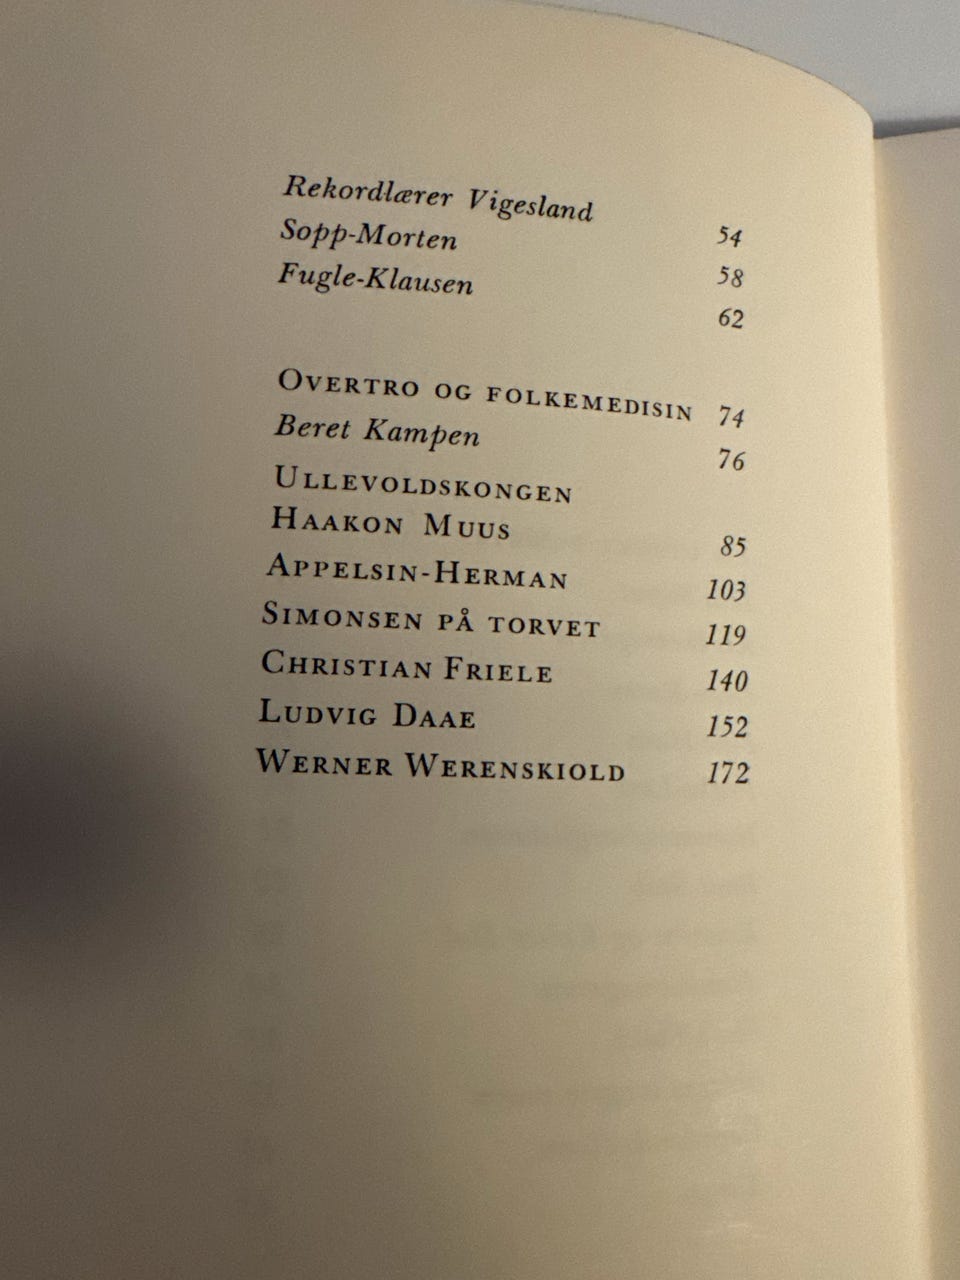 Rekordlærer Vigesland 54
Sopp-Morten 58
Fugle-Klausen 62
OVERTRO OG FOLKEMEDISIN 74
Beret Kampen 76
ULLEVOLDSKONGEN
HAAKON MUUS 85
APPELSIN-HERMAN 103
SIMONSEN PÅ TORVET 119
CHRISTIAN FRIELE 140
LUDVIG DAAE 152
WERNER WERENSKIOLD 172